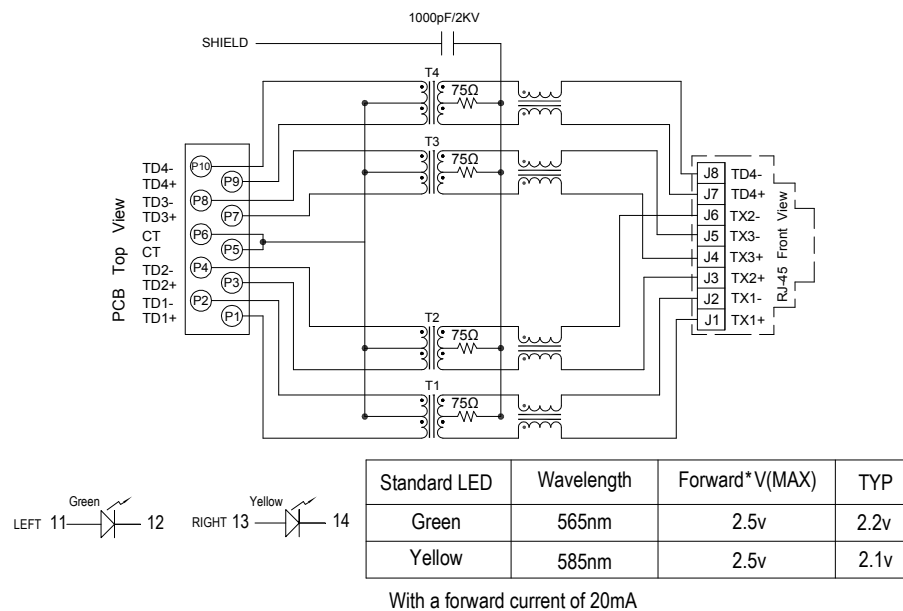 1000pF/2KV
SHIELD
T4
75Ω
T3
75Ω
PCB Top View
TD4- P10
TD4+ P9
TD3- P8
TD3+ P7
CT P6
CT P5
TD2- P4
TD2+ P3
TD1- P2
TD1+ P1
J8 TD4-
J7 TD4+
J6 TX2-
J5 TX3-
J4 TX3+
J3 TX2+
J2 TX1-
J1 TX1+
RJ-45 Front View
T2
75Ω
T1
75Ω
LEFT 11 Green 12
RIGHT 13 Yellow 14
Standard LED Wavelength Forward*V(MAX) TYP
Green 565nm 2.5v 2.2v
Yellow 585nm 2.5v 2.1v
With a forward current of 20mA